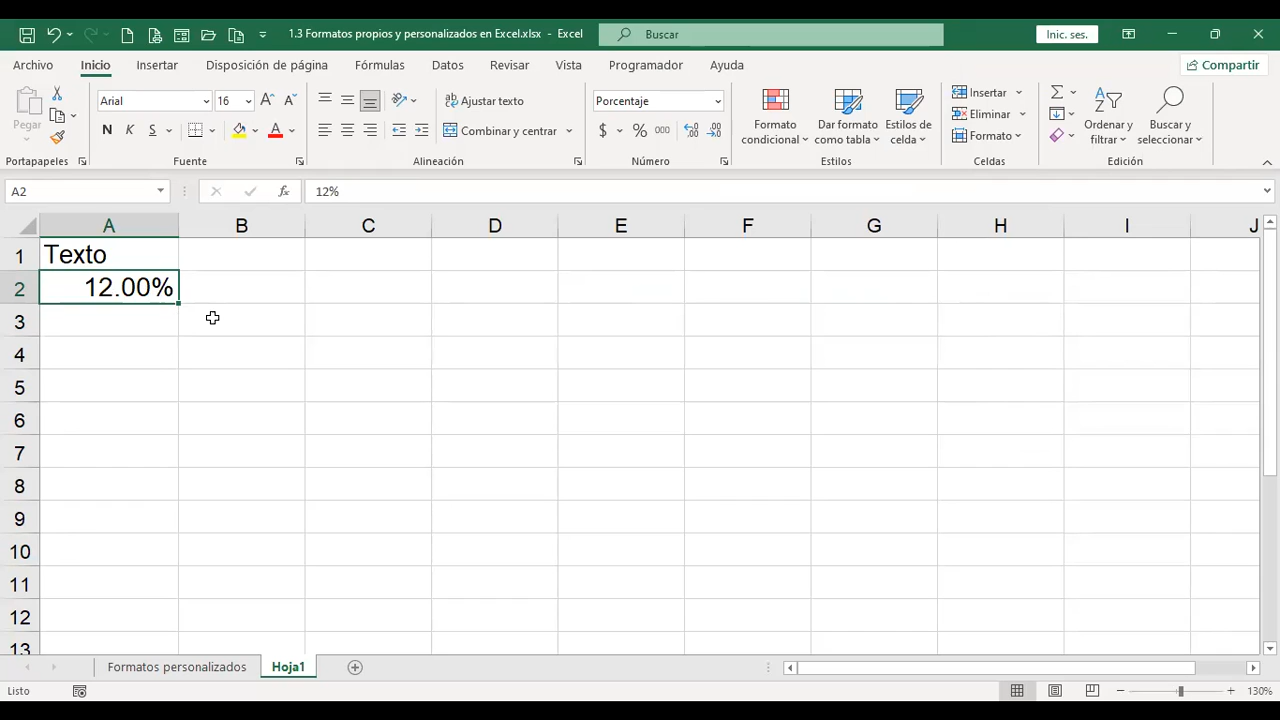 1.3 Formatos propios y personalizados en Excel.xlsx - Excel
Buscar
Inic. ses.
Archivo Inicio Insertar Disposición de página Fórmulas Datos Revisar Vista Programador Ayuda Compartir
Pegar
Arial 16
N K S
Ajustar texto
Combinar y centrar
Porcentaje
$ % 000
Formato condicional
Dar formato como tabla
Estilos de celda
Insertar
Eliminar
Formato
Ordenar y filtrar
Buscar y seleccionar
Portapapeles Fuente Alineación Número Estilos Celdas Edición
A2 fx 12%
A B C D E F G H I J
1 Texto
2 12.00%
3
4
5
6
7
8
9
10
11
12
13
Formatos personalizados Hoja1
Listo 130%